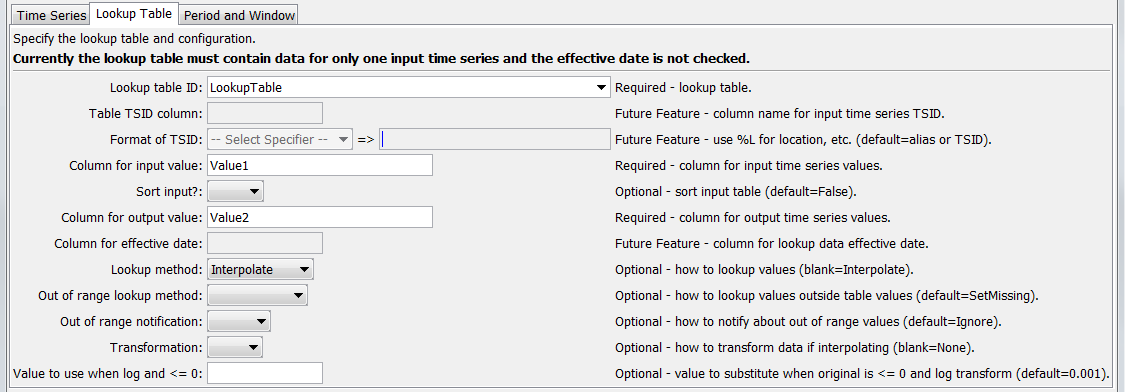 Time Series Lookup Table Period and Window
Specify the lookup table and configuration.
Currently the lookup table must contain data for only one input time series and the effective date is not checked.
Lookup table ID: LookupTable Required - lookup table.
Table TSID column: Future Feature - column name for input time series TSID.
Format of TSID: -- Select Specifier -- => Future Feature - use %L for location, etc. (default=alias or TSID).
Column for input value: Value1 Required - column for input time series values.
Sort input?: Optional - sort input table (default=False).
Column for output value: Value2 Required - column for output time series values.
Column for effective date: Future Feature - column for lookup data effective date.
Lookup method: Interpolate Optional - how to lookup values (blank=Interpolate).
Out of range lookup method: Optional - how to lookup values outside table values (default=SetMissing).
Out of range notification: Optional - how to notify about out of range values (default=Ignore).
Transformation: Optional - how to transform data if interpolating (blank=None).
Value to use when log and <= 0: Optional - value to substitute when original is <= 0 and log transform (default=0.001).